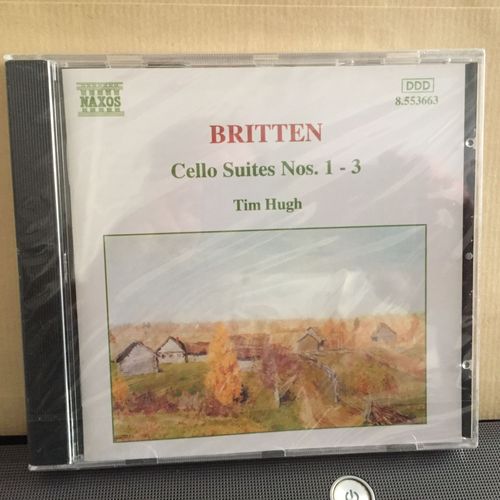 NAXOS
DDD
8.553663
BRITTEN
Cello Suites Nos. 1 - 3
Tim Hugh